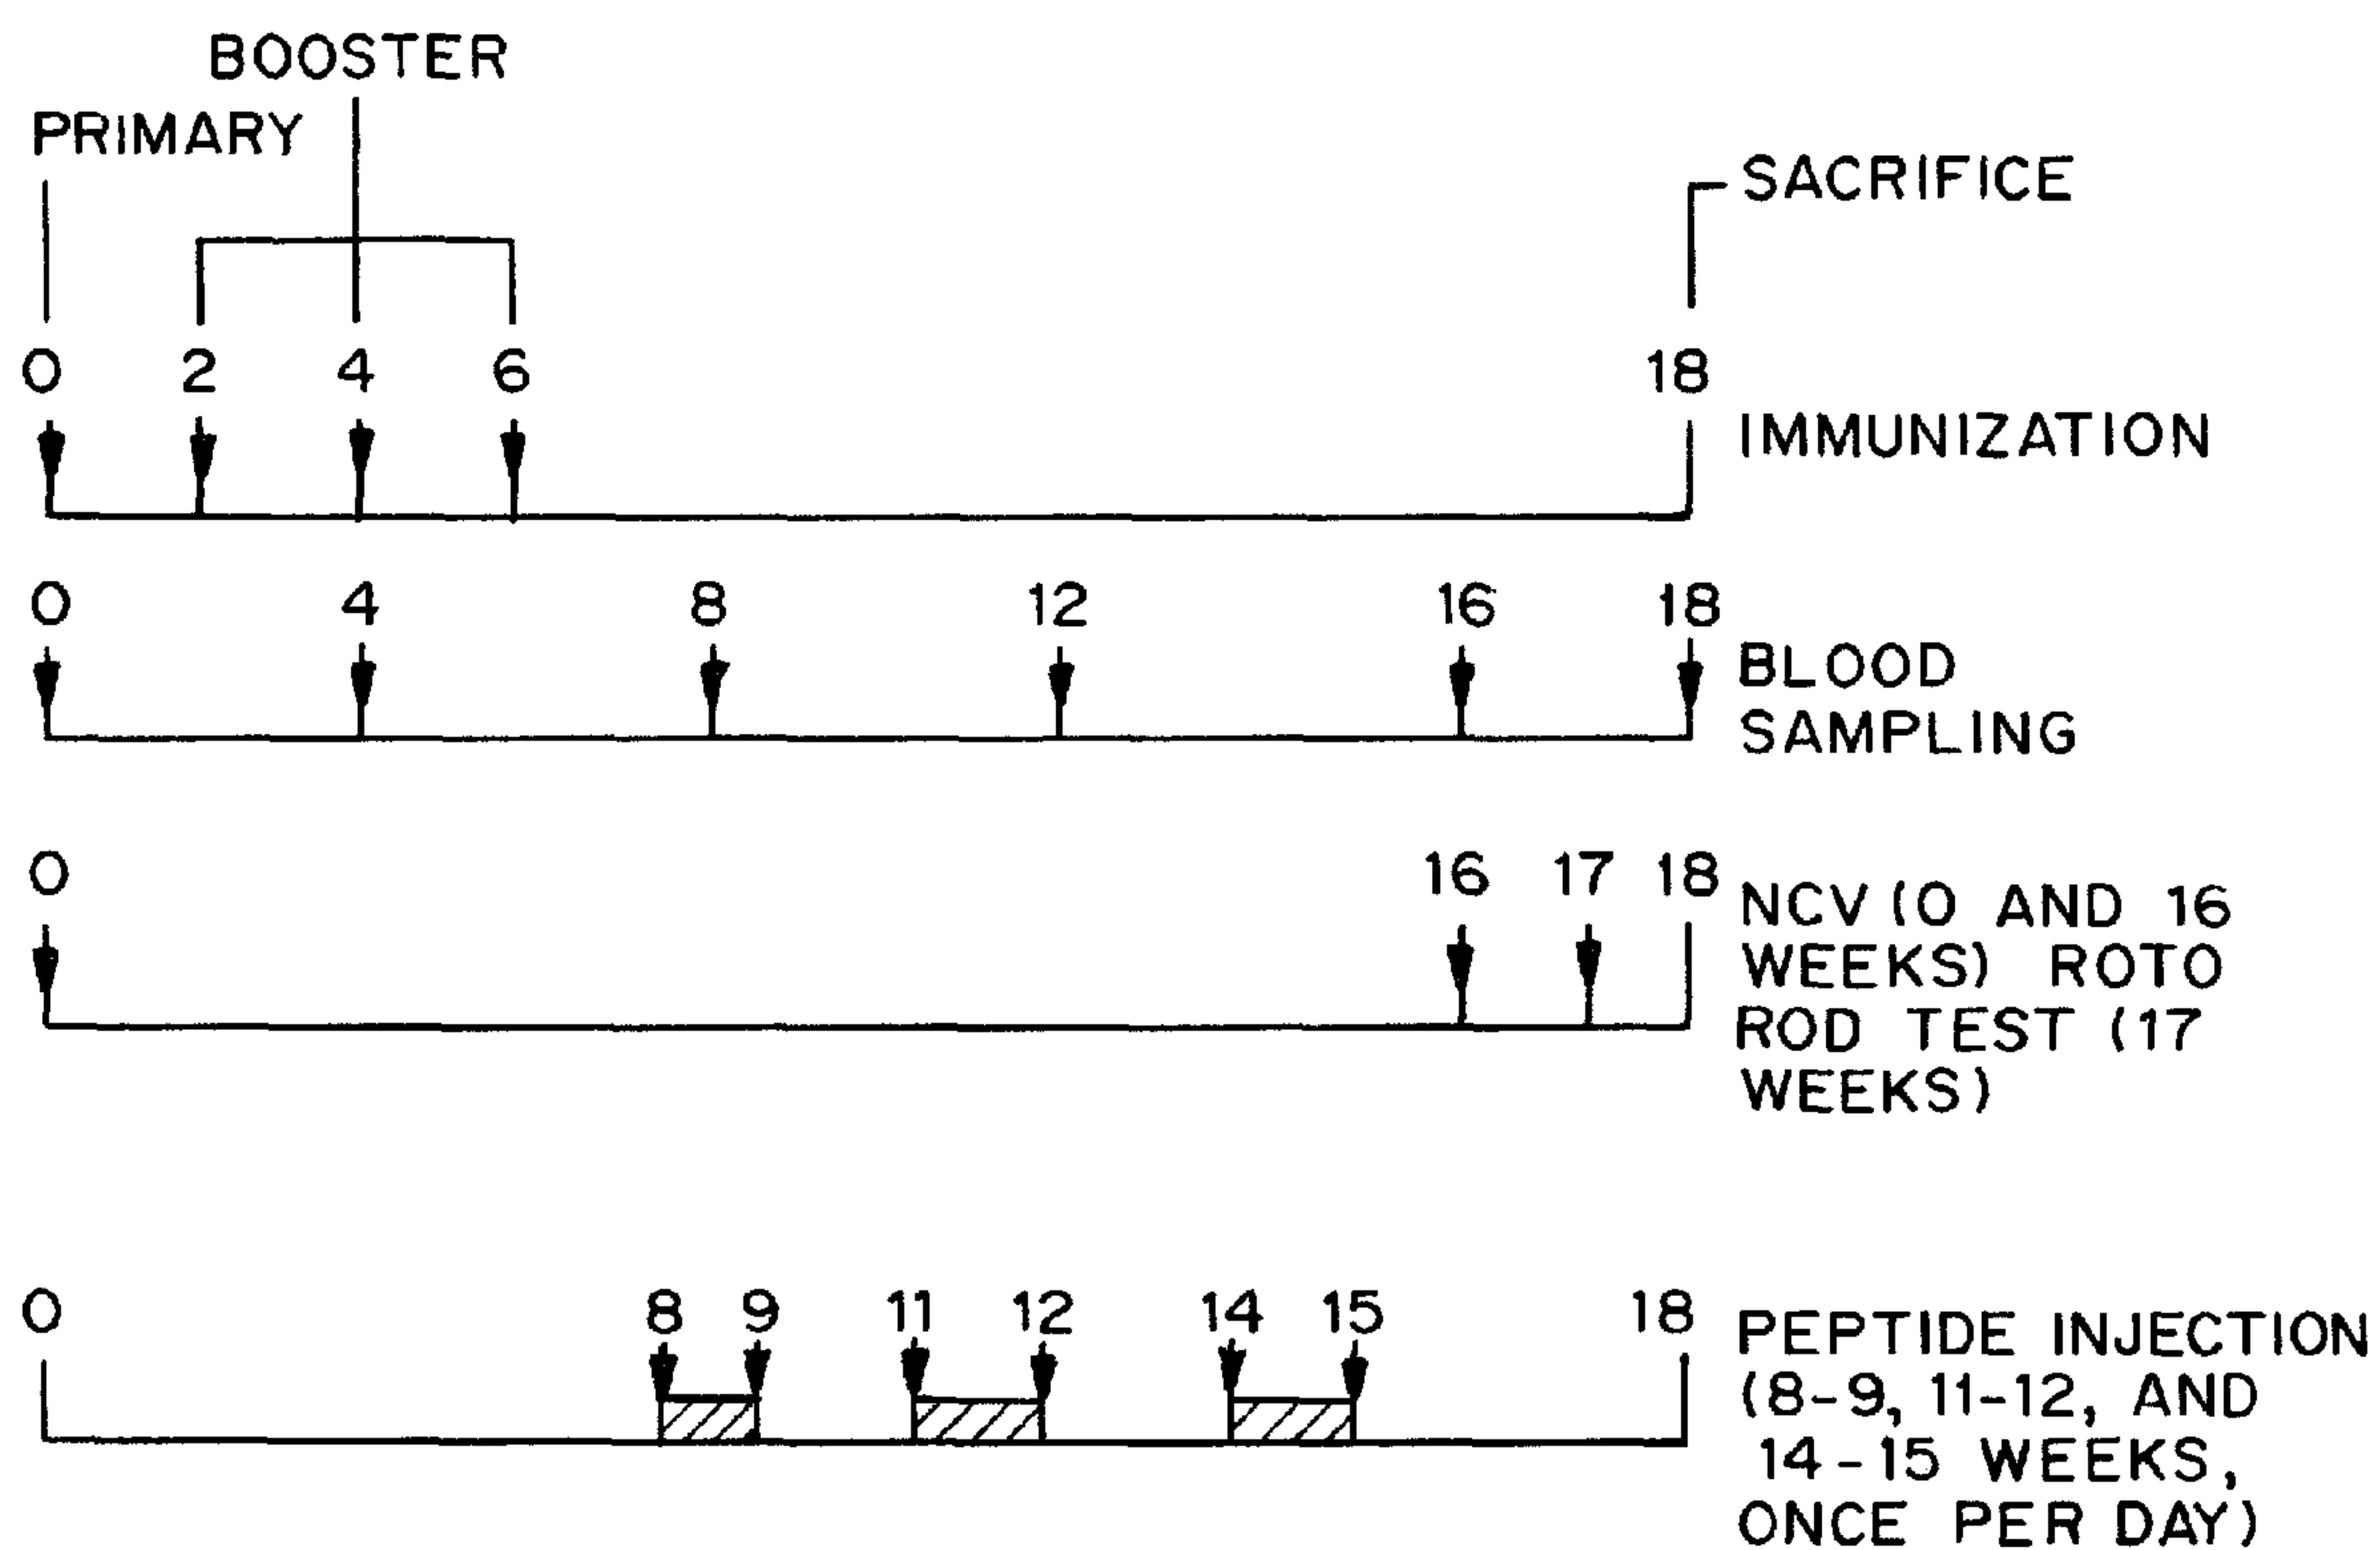 BOOSTER
PRIMARY
SACRIFICE
0 2 4 6 18
IMMUNIZATION
0 4 8 12 16 18
BLOOD
SAMPLING
0 16 17 18
NCV (0 AND 16
WEEKS) ROTO
ROD TEST (17
WEEKS)
0 8 9 11 12 14 15 18
PEPTIDE INJECTION
(8-9, 11-12, AND
14-15 WEEKS,
ONCE PER DAY)